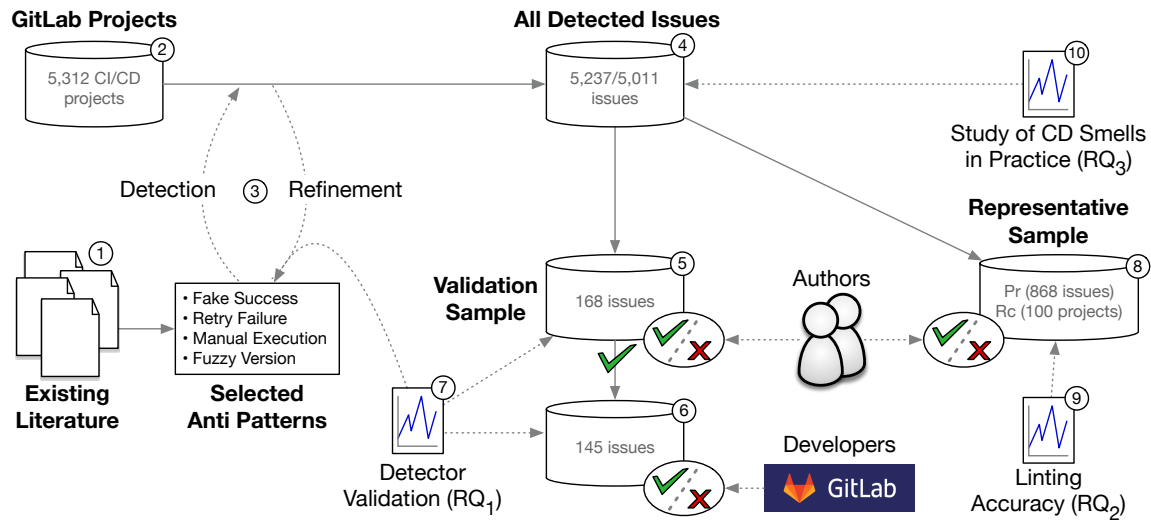 GitLab Projects
2
5,312 CI/CD
projects
All Detected Issues
4
5,237/5,011
issues
10
Study of CD Smells
in Practice (RQ3)
Detection
3
Refinement
1
Existing
Literature
• Fake Success
• Retry Failure
• Manual Execution
• Fuzzy Version
Selected
Anti Patterns
7
Detector
Validation (RQ1)
Validation
Sample
5
168 issues
6
145 issues
Authors
Developers
GitLab
Representative
Sample
8
Pr (868 issues)
Rc (100 projects)
9
Linting
Accuracy (RQ2)